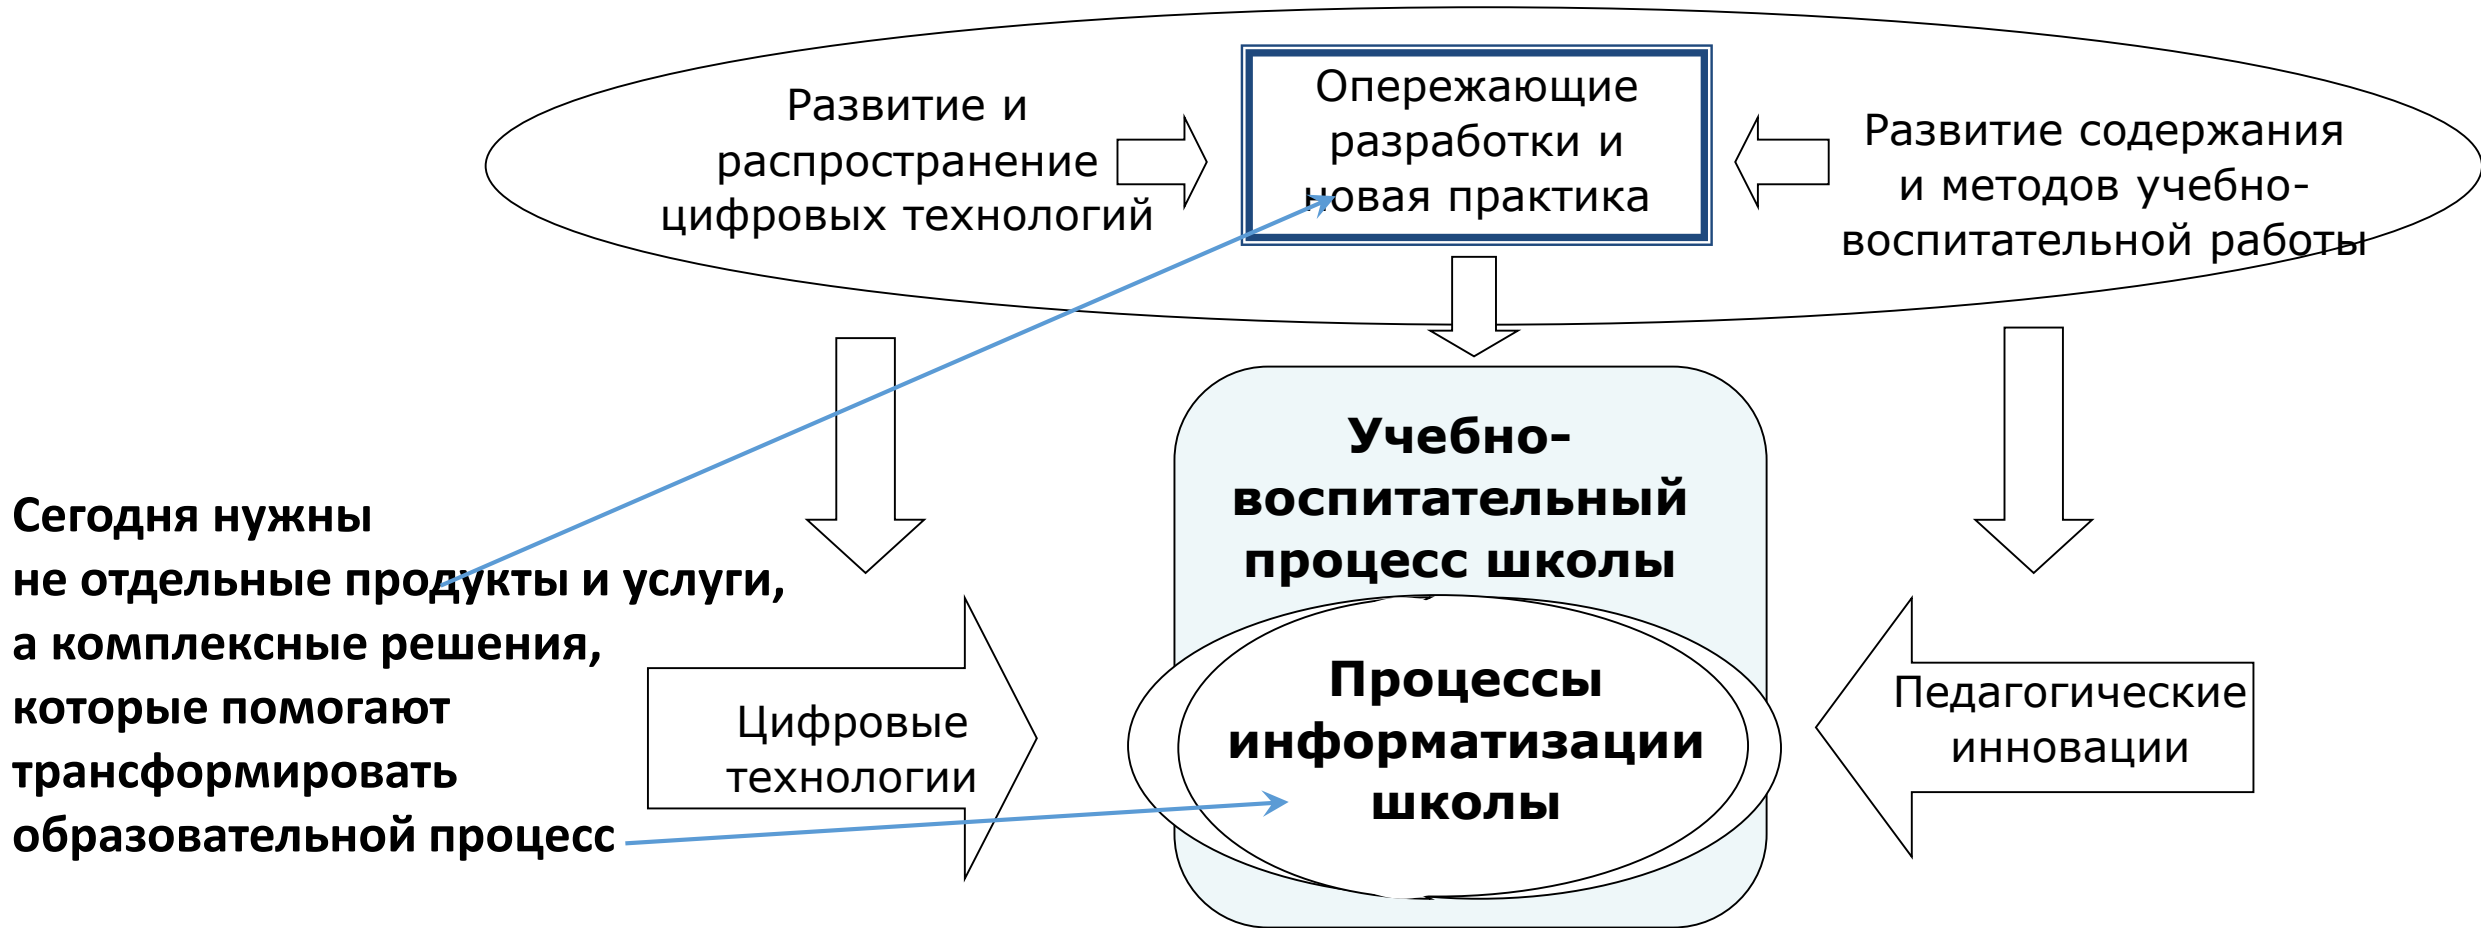 Развитие и
распространение
цифровых технологий
Опережающие
разработки и
новая практика
Развитие содержания
и методов учебно-
воспитательной работы
Учебно-
воспитательный
процесс школы
Сегодня нужны
не отдельные продукты и услуги,
а комплексные решения,
которые помогают
трансформировать
образовательной процесс
Цифровые
технологии
Процессы
информатизации
школы
Педагогические
инновации